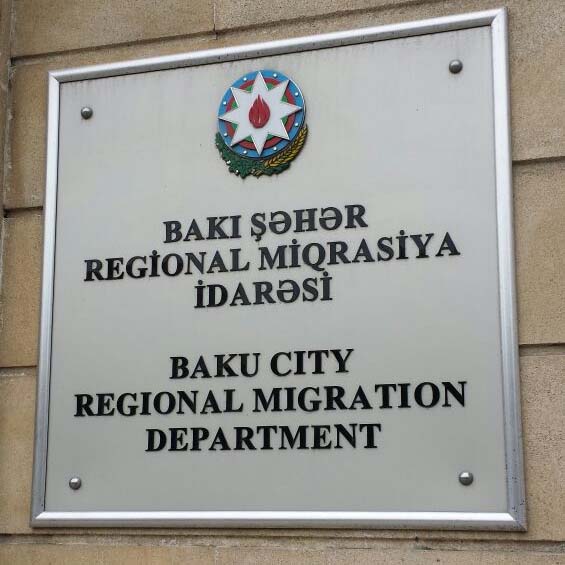 BAKI ŞƏHƏR
REGİONAL MİQRASİYA
İDARƏSİ
BAKU CITY
REGIONAL MIGRATION
DEPARTMENT